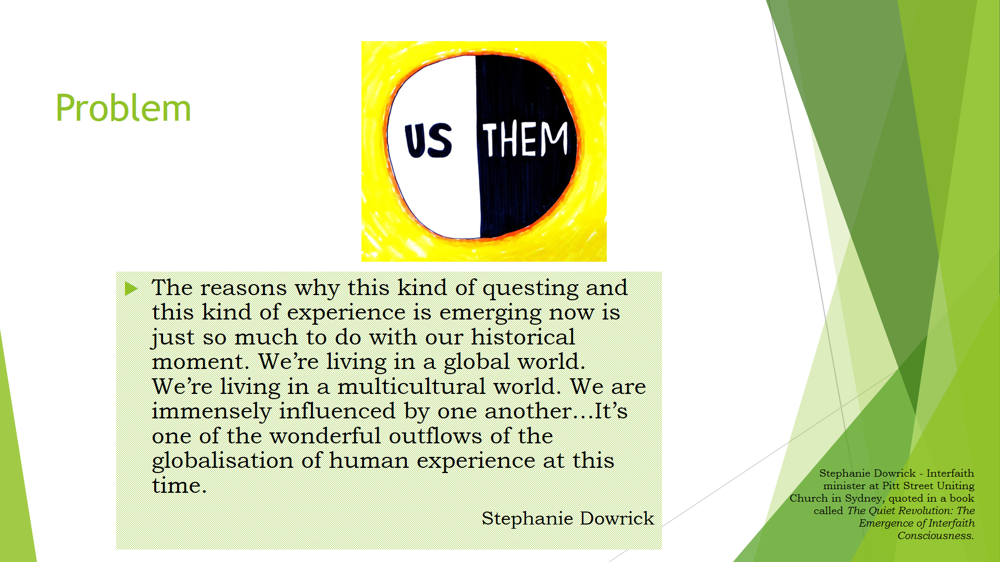 Problem
US THEM
The reasons why this kind of questing and
this kind of experience is emerging now is
just so much to do with our historical
moment. We’re living in a global world.
We’re living in a multicultural world. We are
immensely influenced by one another…It’s
one of the wonderful outflows of the
globalisation of human experience at this
time.
Stephanie Dowrick
Stephanie Dowrick - Interfaith
minister at Pitt Street Uniting
Church in Sydney, quoted in a book
called The Quiet Revolution: The
Emergence of Interfaith
Consciousness.